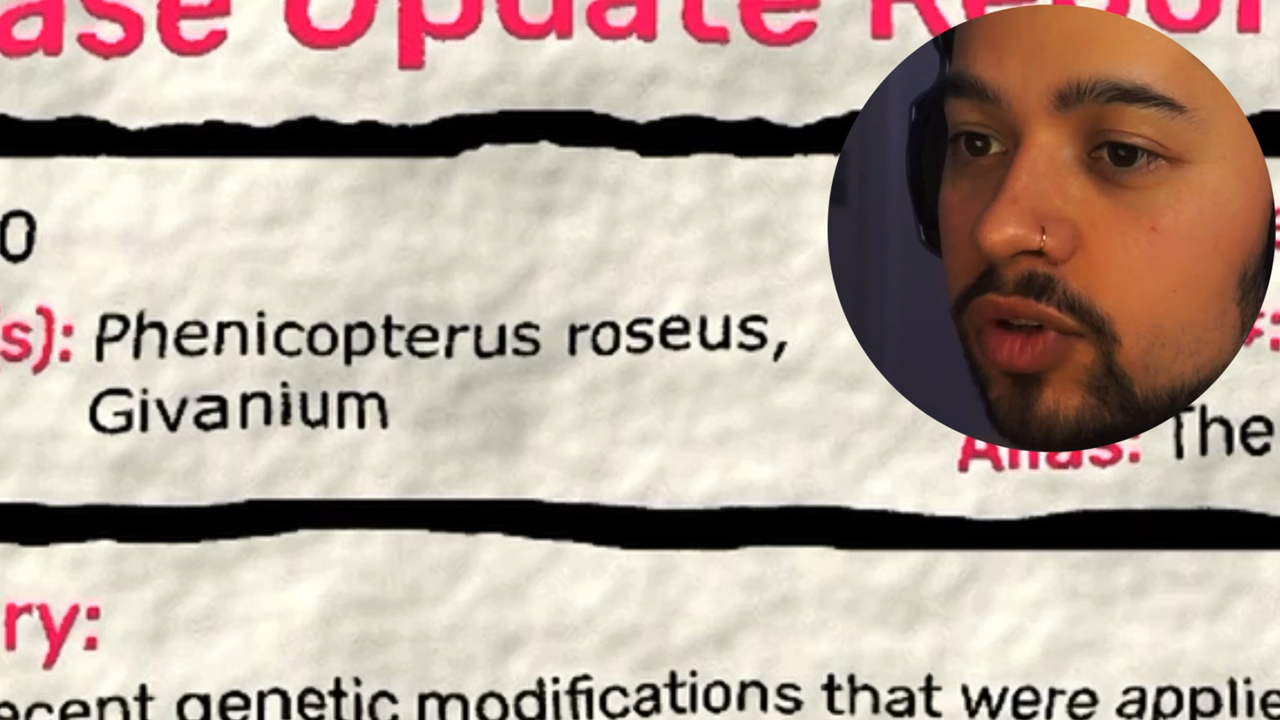 ase Update Repor
0
(s): Phenicopterus roseus,
Givanium
Alias: The
ry:
ecent genetic modifications that were applie